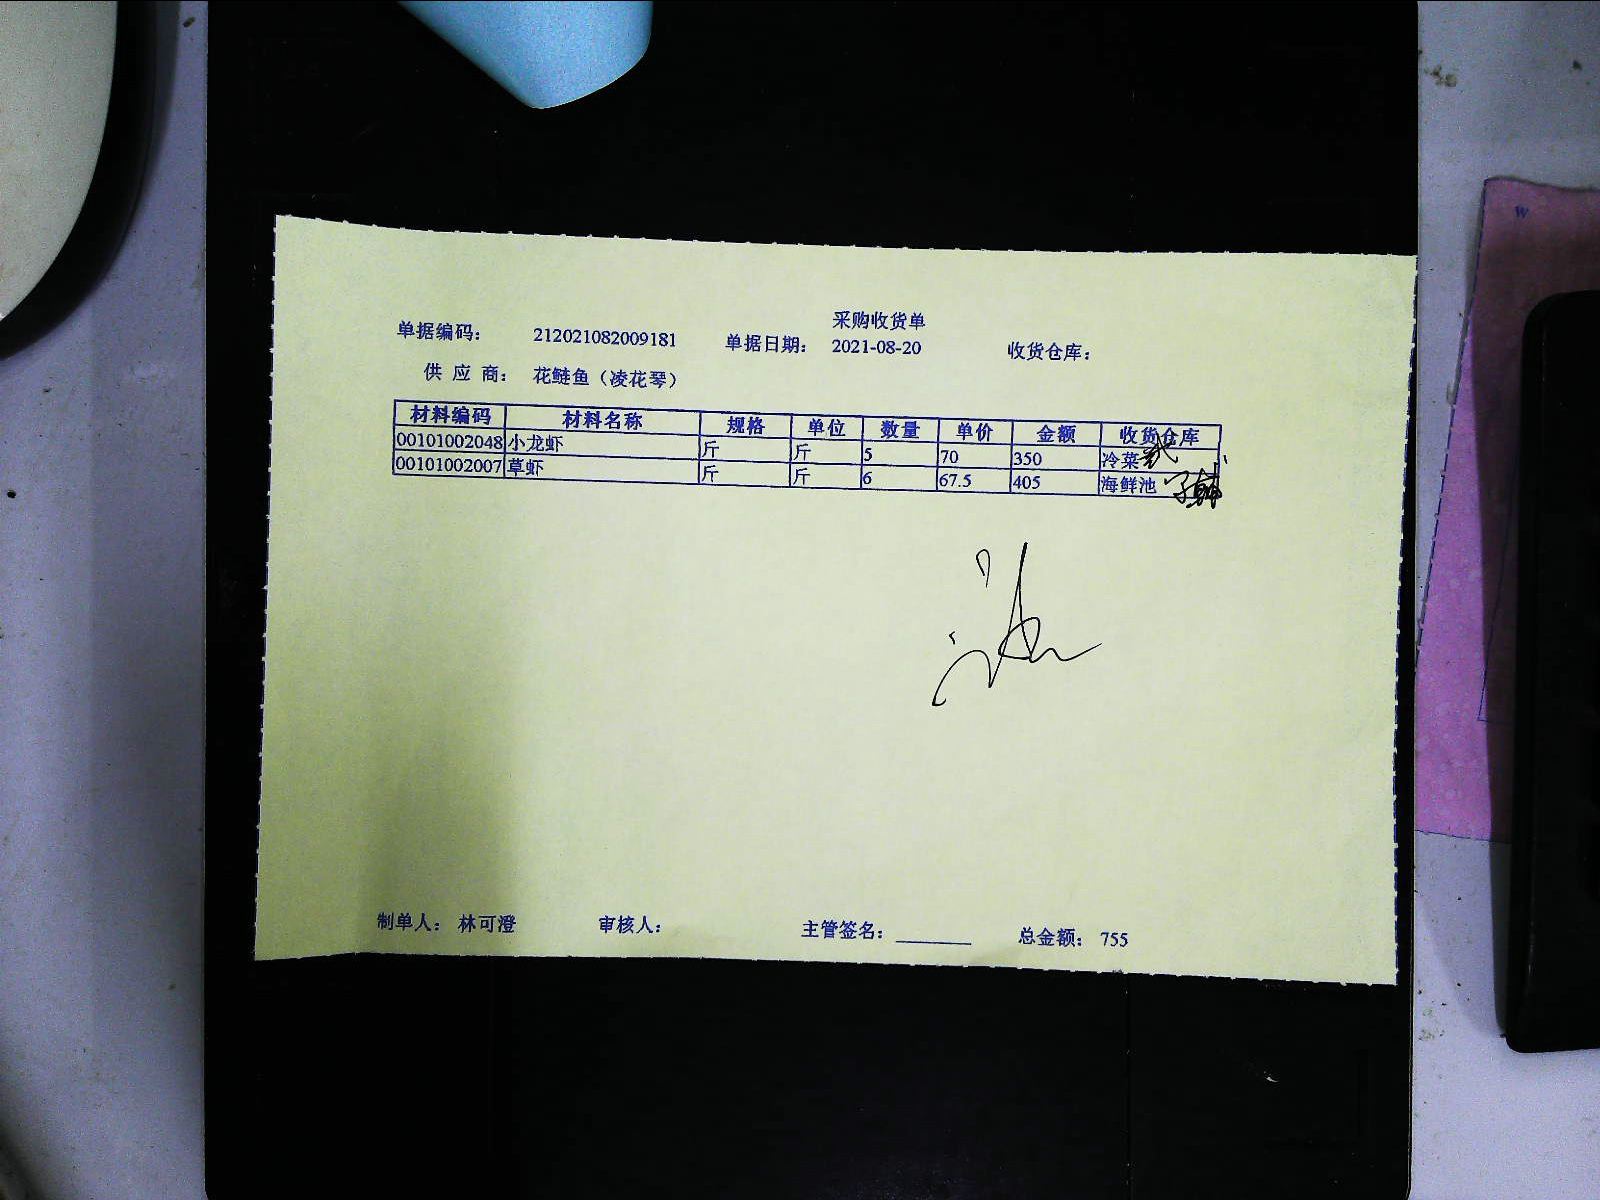 采购收货单
单据编码： 212021082009181 单据日期： 2021-08-20 收货仓库：
供 应 商： 花鲢鱼（凌花琴）
材料编码 材料名称 规格 单位 数量 单价 金额 收货仓库
00101002048 小龙虾 斤 斤 5 70 350 冷菜
00101002007 草虾 斤 斤 6 67.5 405 海鲜池
制单人： 林可澄 审核人： 主管签名： 总金额： 755
W